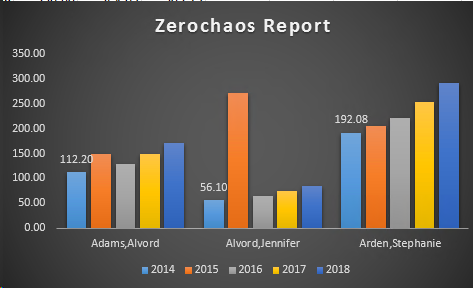 Zerochaos Report
350.00
300.00
250.00
200.00
150.00
100.00
50.00
0.00
112.20
56.10
192.08
Adams,Alvord
Alvord,Jennifer
Arden,Stephanie
2014 2015 2016 2017 2018